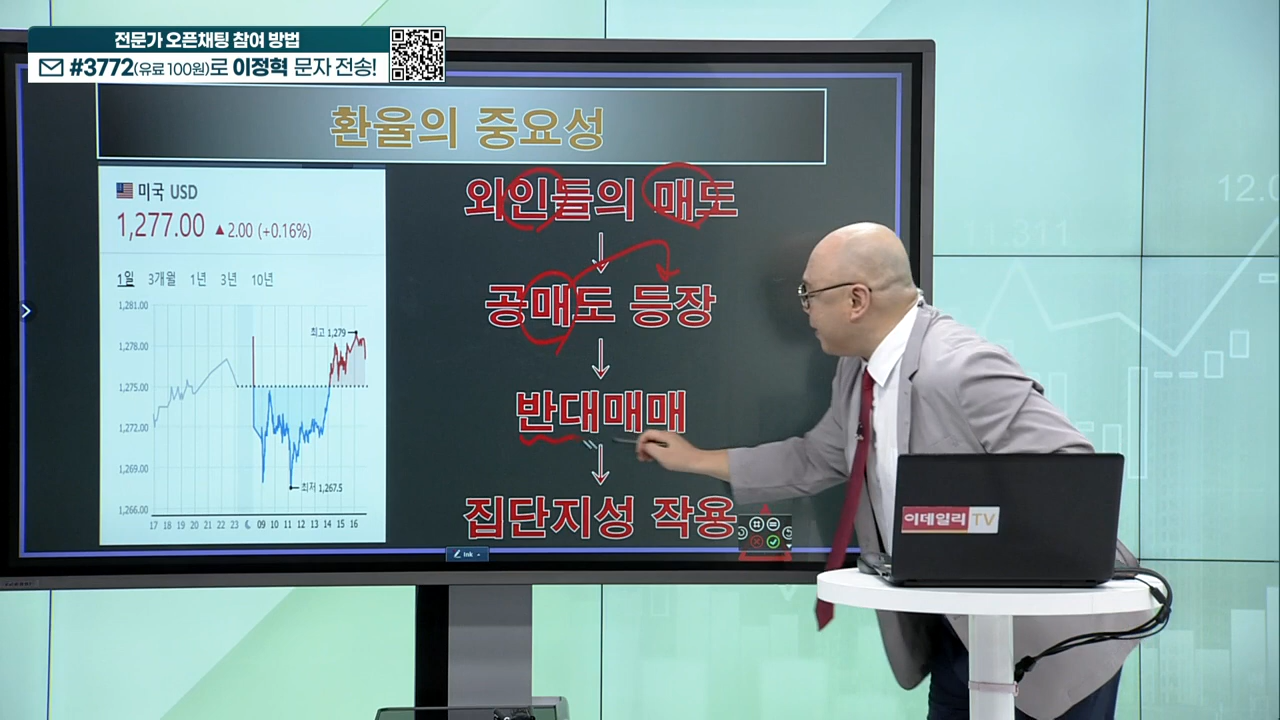 전문가 오픈채팅 참여 방법
#3772(유료 100원)로 이정혁 문자 전송!
환율의 중요성
미국 USD
1,277.00 ▲2.00 (+0.16%)
1일 3개월 1년 3년 10년
1,281.00
1,278.00
1,275.00
1,272.00
1,269.00
1,266.00
최고 1,279
최저 1,267.5
17 18 19 20 21 22 23 09 10 11 12 13 14 15 16
외인들의 매도
↓
공매도 등장
↓
반대매매
↓
집단지성 작용
Ink
이데일리 TV
311
12.0